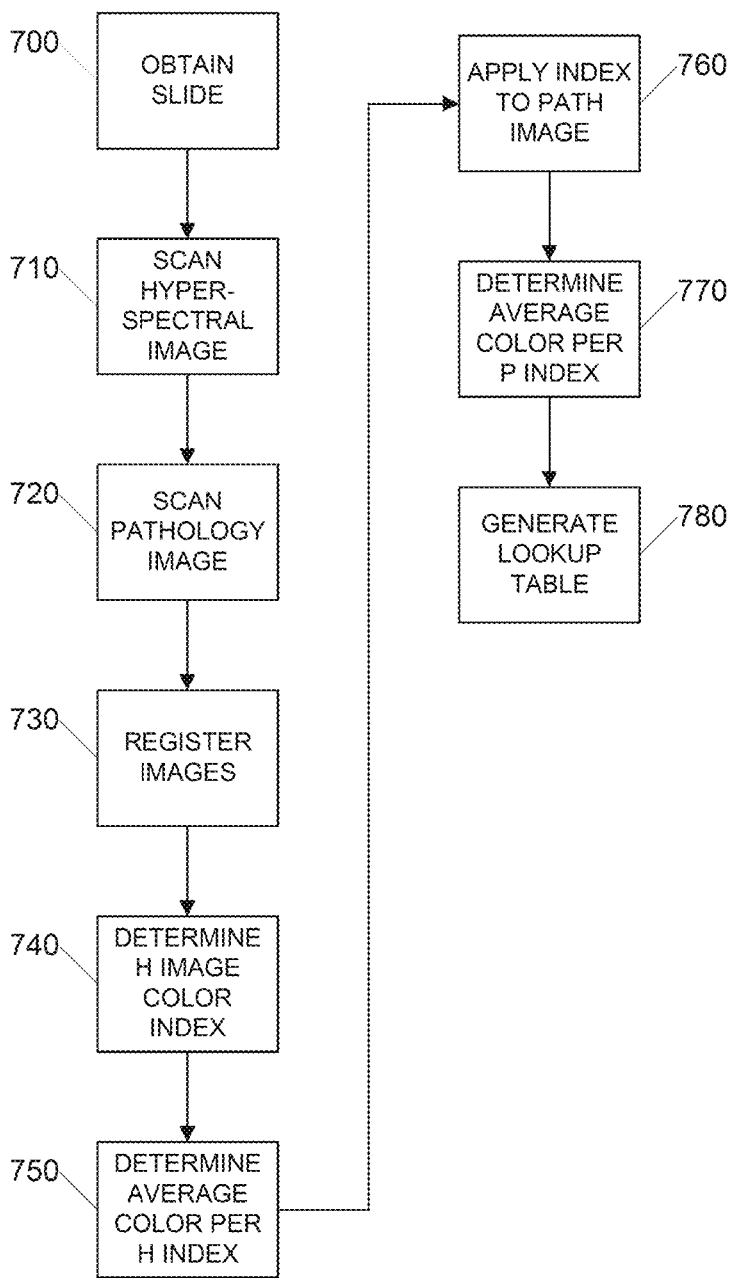 700
OBTAIN
SLIDE
710
SCAN
HYPER-
SPECTRAL
IMAGE
720
SCAN
PATHOLOGY
IMAGE
730
REGISTER
IMAGES
740
DETERMINE
H IMAGE
COLOR
INDEX
750
DETERMINE
AVERAGE
COLOR PER
H INDEX
760
APPLY INDEX
TO PATH
IMAGE
770
DETERMINE
AVERAGE
COLOR PER
P INDEX
780
GENERATE
LOOKUP
TABLE